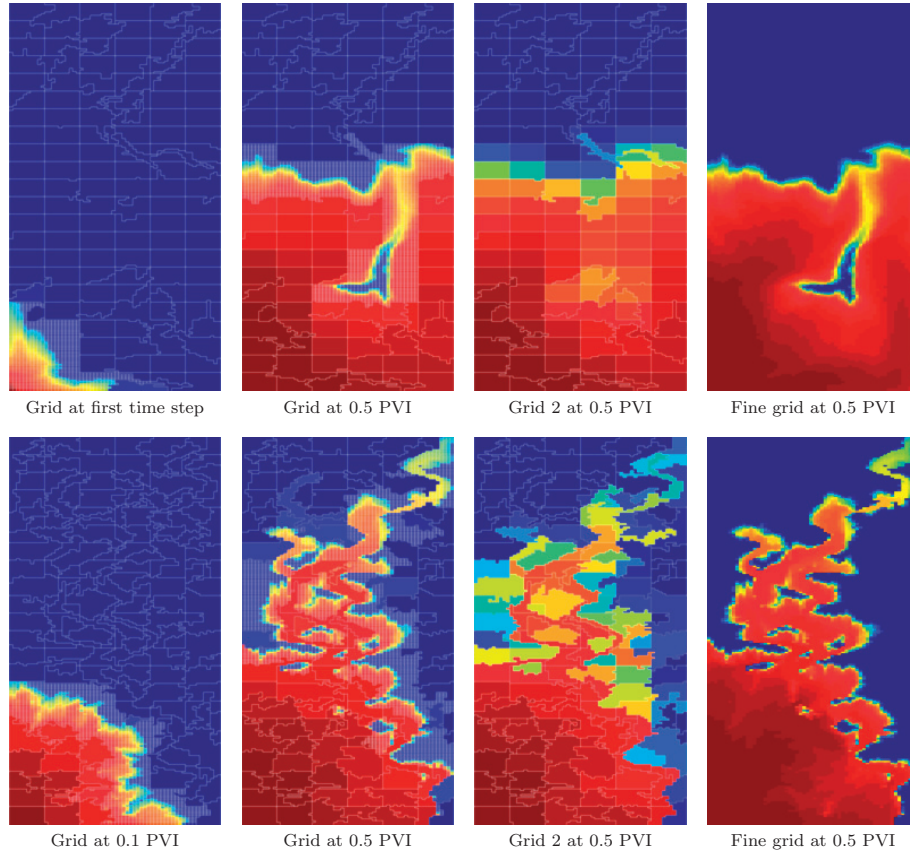 Grid at first time step
Grid at 0.5 PVI
Grid 2 at 0.5 PVI
Fine grid at 0.5 PVI
Grid at 0.1 PVI
Grid at 0.5 PVI
Grid 2 at 0.5 PVI
Fine grid at 0.5 PVI